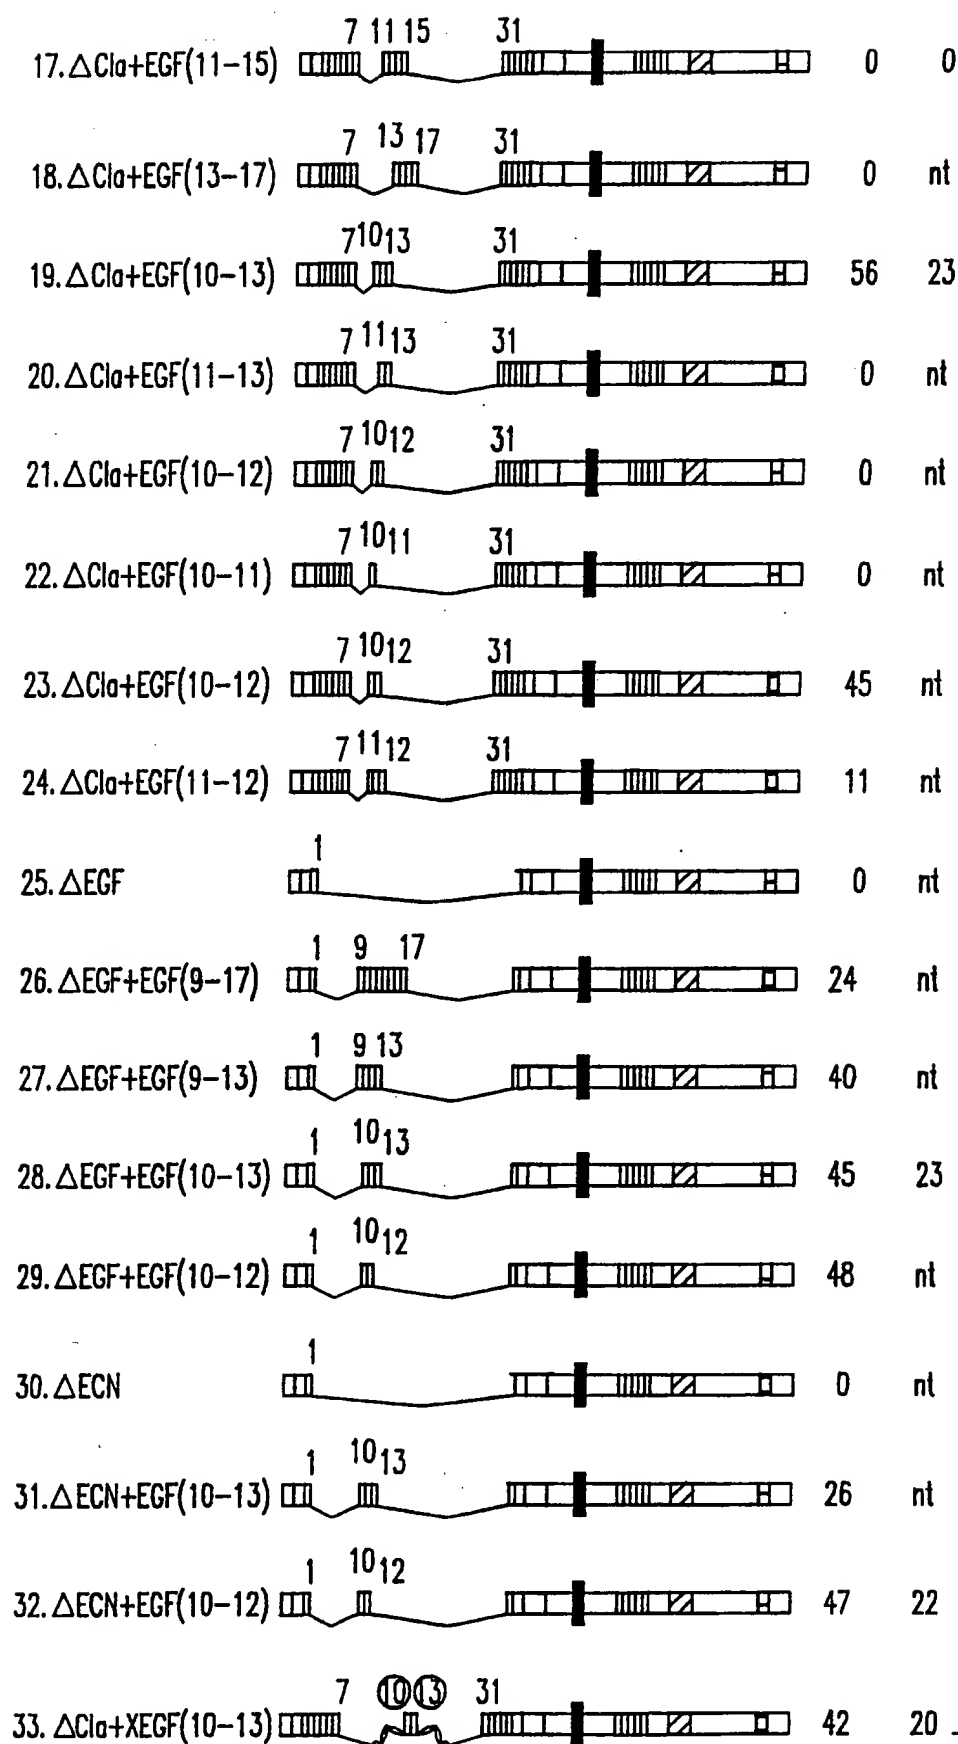 7 11 15 31
17. ΔCla+EGF(11-15) 0 0
7 13 17 31
18. ΔCla+EGF(13-17) 0 nt
7 10 13 31
19. ΔCla+EGF(10-13) 56 23
7 11 13 31
20. ΔCla+EGF(11-13) 0 nt
7 10 12 31
21. ΔCla+EGF(10-12) 0 nt
7 10 11 31
22. ΔCla+EGF(10-11) 0 nt
7 10 12 31
23. ΔCla+EGF(10-12) 45 nt
7 11 12 31
24. ΔCla+EGF(11-12) 11 nt
1
25. ΔEGF 0 nt
1 9 17
26. ΔEGF+EGF(9-17) 24 nt
1 9 13
27. ΔEGF+EGF(9-13) 40 nt
1 10 13
28. ΔEGF+EGF(10-13) 45 23
1 10 12
29. ΔEGF+EGF(10-12) 48 nt
1
30. ΔECN 0 nt
1 10 13
31. ΔECN+EGF(10-13) 26 nt
1 10 12
32. ΔECN+EGF(10-12) 47 22
7 10 13 31
33. ΔCla+XEGF(10-13) 42 20